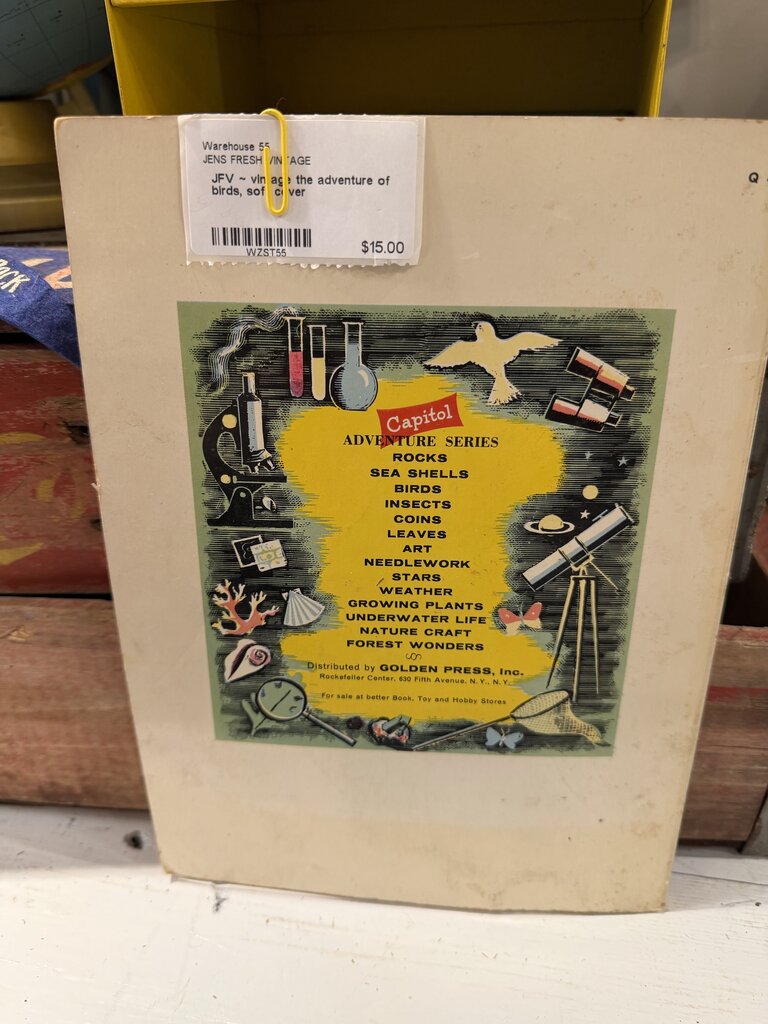 Warehouse 55
JENS FRESH VINTAGE
JFV ~ vintage the adventure of
birds, soft cover
WZST55
$15.00
Q
OCK
Capitol
ADVENTURE SERIES
ROCKS
SEA SHELLS
BIRDS
INSECTS
COINS
LEAVES
ART
NEEDLEWORK
STARS
WEATHER
GROWING PLANTS
UNDERWATER LIFE
NATURE CRAFT
FOREST WONDERS
Distributed by GOLDEN PRESS, Inc.
Rockefeller Center, 630 Fifth Avenue, N.Y., N.Y.
For sale at better Book, Toy and Hobby Stores